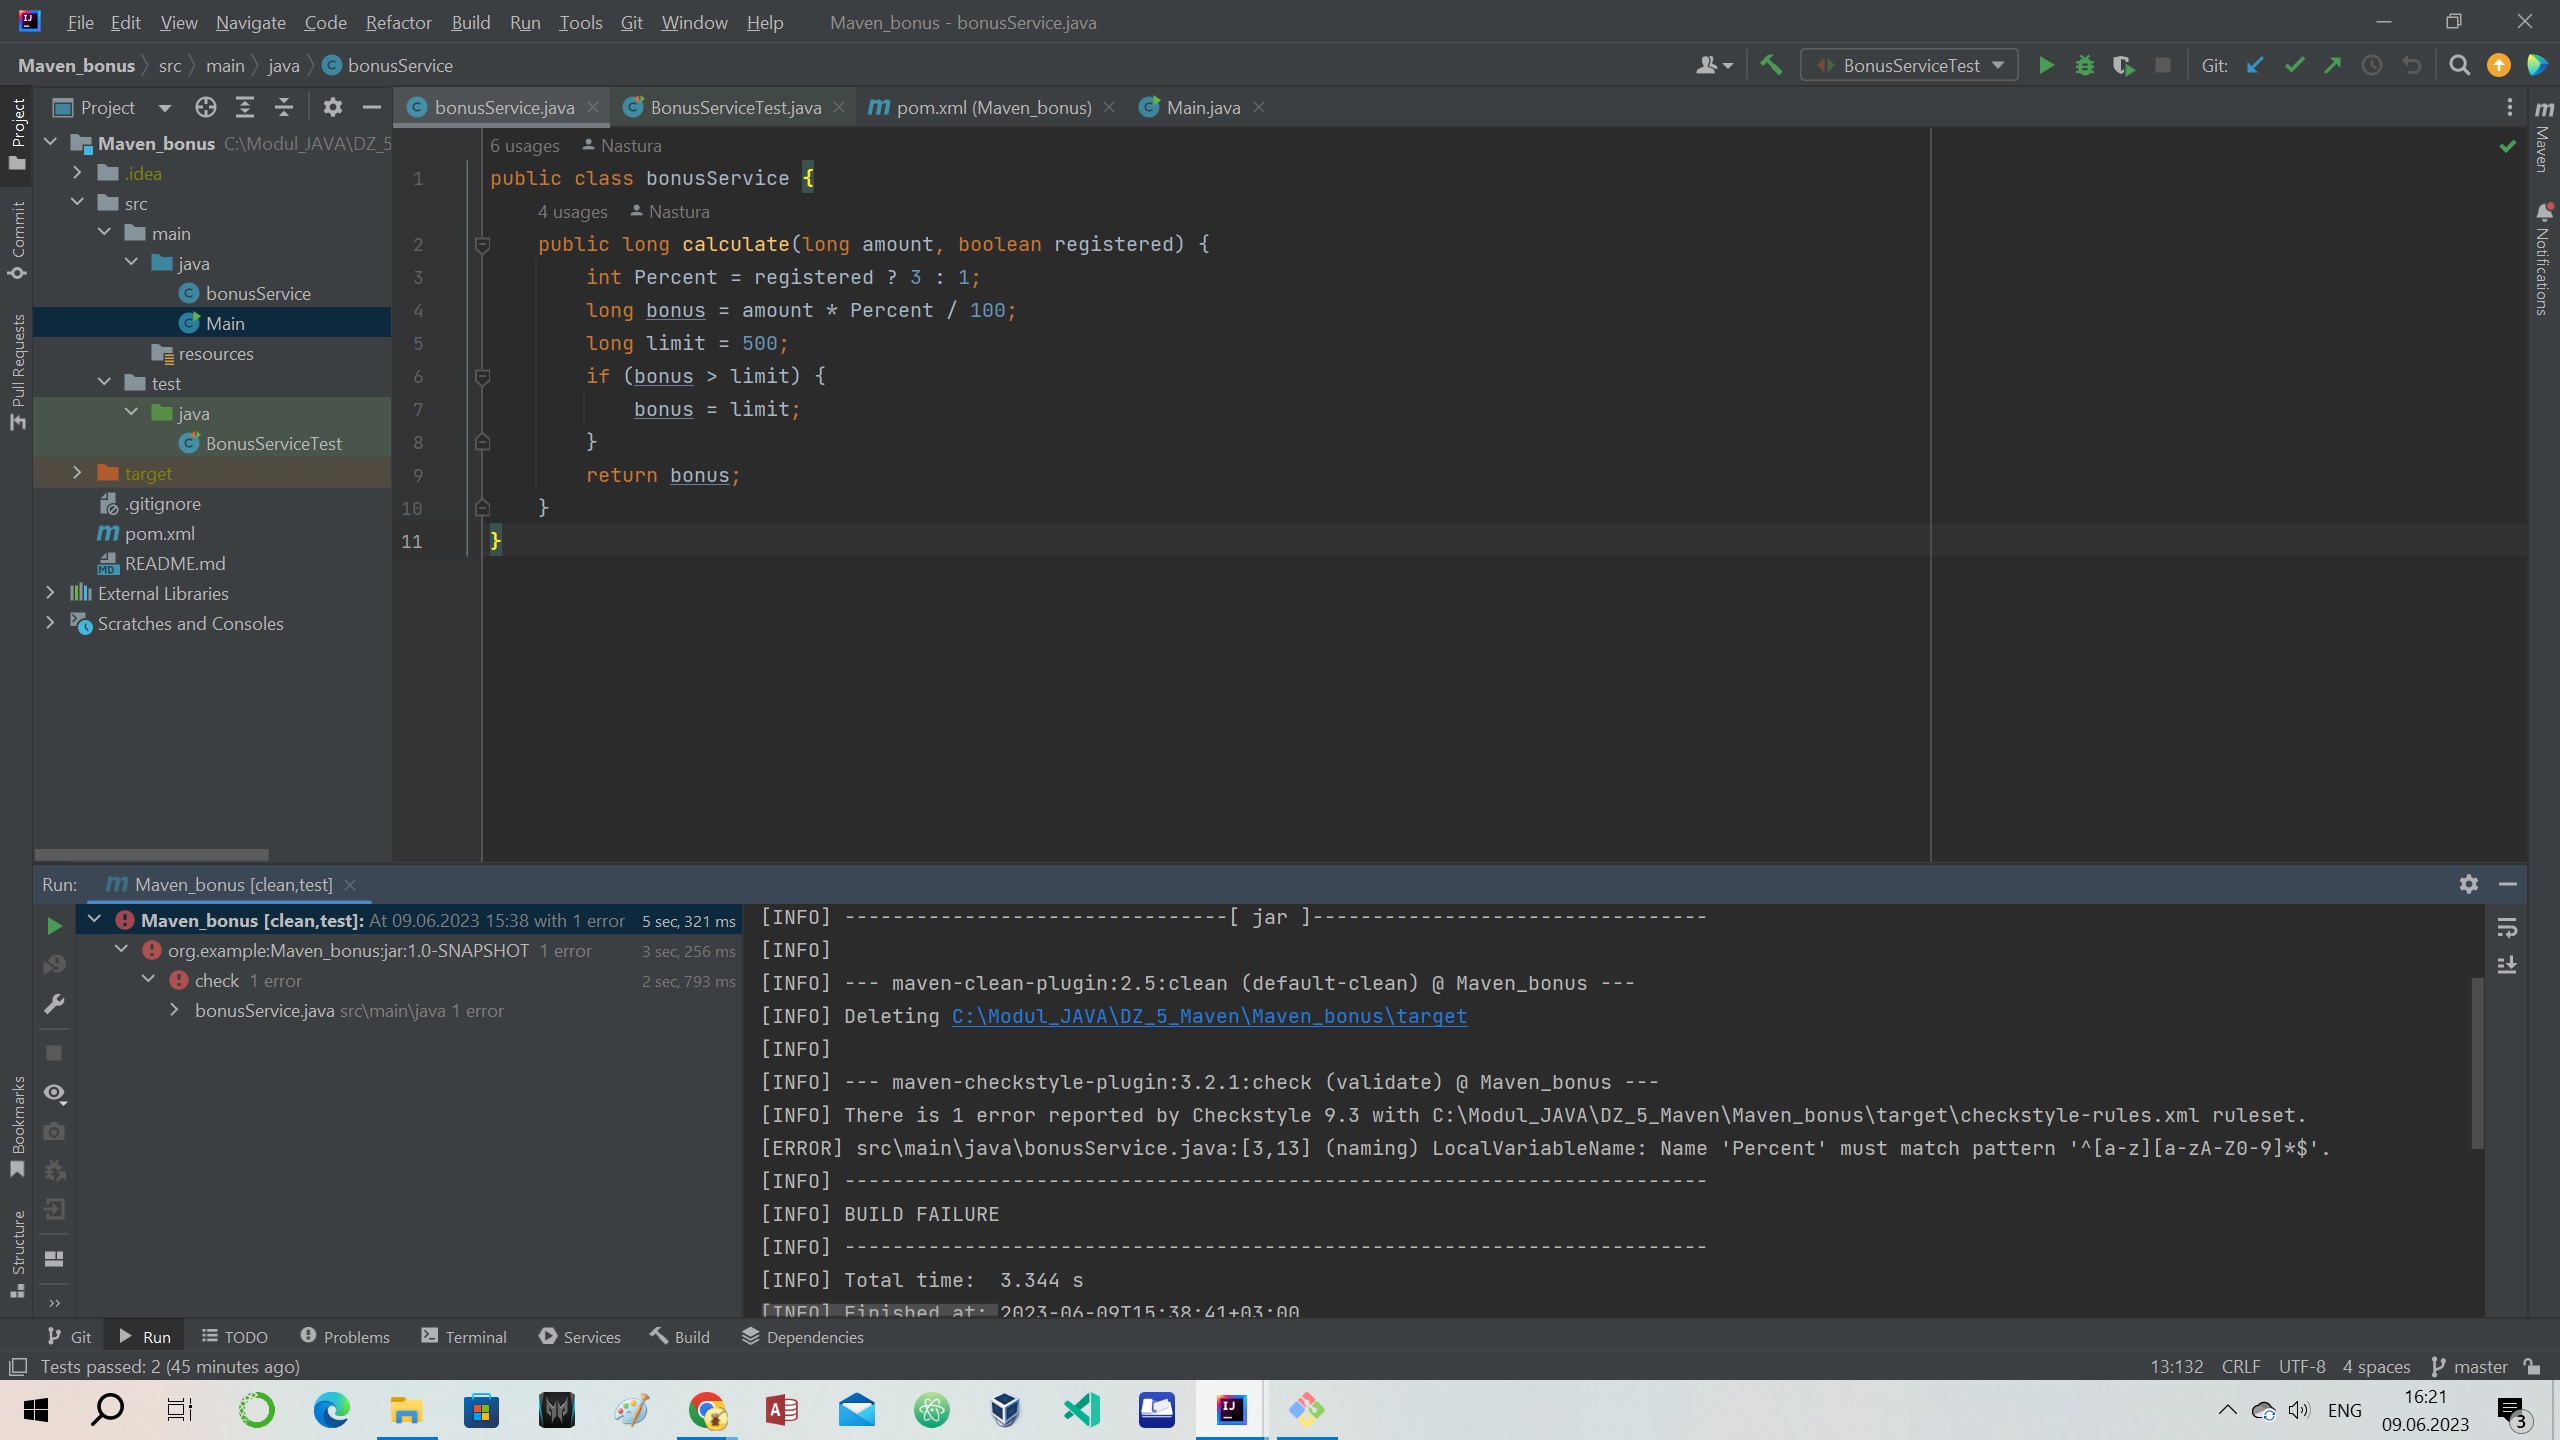 File Edit View Navigate Code Refactor Build Run Tools Git Window Help Maven_bonus - bonusService.java
Maven_bonus src main java bonusService
BonusServiceTest
Git:
Project
bonusService.java
BonusServiceTest.java
pom.xml (Maven_bonus)
Main.java
Project
Commit
Pull Requests
Bookmarks
Structure
Maven
Notifications
Maven_bonus C:\Modul_JAVA\DZ_5
.idea
src
main
java
bonusService
Main
resources
test
java
BonusServiceTest
target
.gitignore
pom.xml
README.md
External Libraries
Scratches and Consoles
6 usages Nastura
1 public class bonusService {
4 usages Nastura
2 public long calculate(long amount, boolean registered) {
3 int Percent = registered ? 3 : 1;
4 long bonus = amount * Percent / 100;
5 long limit = 500;
6 if (bonus > limit) {
7 bonus = limit;
8 }
9 return bonus;
10 }
11 }
Run: Maven_bonus [clean,test]
Maven_bonus [clean,test]: At 09.06.2023 15:38 with 1 error 5 sec, 321 ms
org.example:Maven_bonus:jar:1.0-SNAPSHOT 1 error 3 sec, 256 ms
check 1 error 2 sec, 793 ms
bonusService.java src\main\java 1 error
[INFO] --------------------------------[ jar ]---------------------------------
[INFO]
[INFO] --- maven-clean-plugin:2.5:clean (default-clean) @ Maven_bonus ---
[INFO] Deleting C:\Modul_JAVA\DZ_5_Maven\Maven_bonus\target
[INFO]
[INFO] --- maven-checkstyle-plugin:3.2.1:check (validate) @ Maven_bonus ---
[INFO] There is 1 error reported by Checkstyle 9.3 with C:\Modul_JAVA\DZ_5_Maven\Maven_bonus\target\checkstyle-rules.xml ruleset.
[ERROR] src\main\java\bonusService.java:[3,13] (naming) LocalVariableName: Name 'Percent' must match pattern '^[a-z][a-zA-Z0-9]*$'.
[INFO] ------------------------------------------------------------------------
[INFO] BUILD FAILURE
[INFO] ------------------------------------------------------------------------
[INFO] Total time:  3.344 s
[INFO] Finished at: 2023-06-09T15:38:41+03:00
Git Run TODO Problems Terminal Services Build Dependencies
Tests passed: 2 (45 minutes ago)
13:132 CRLF UTF-8 4 spaces master
ENG
16:21
09.06.2023
3